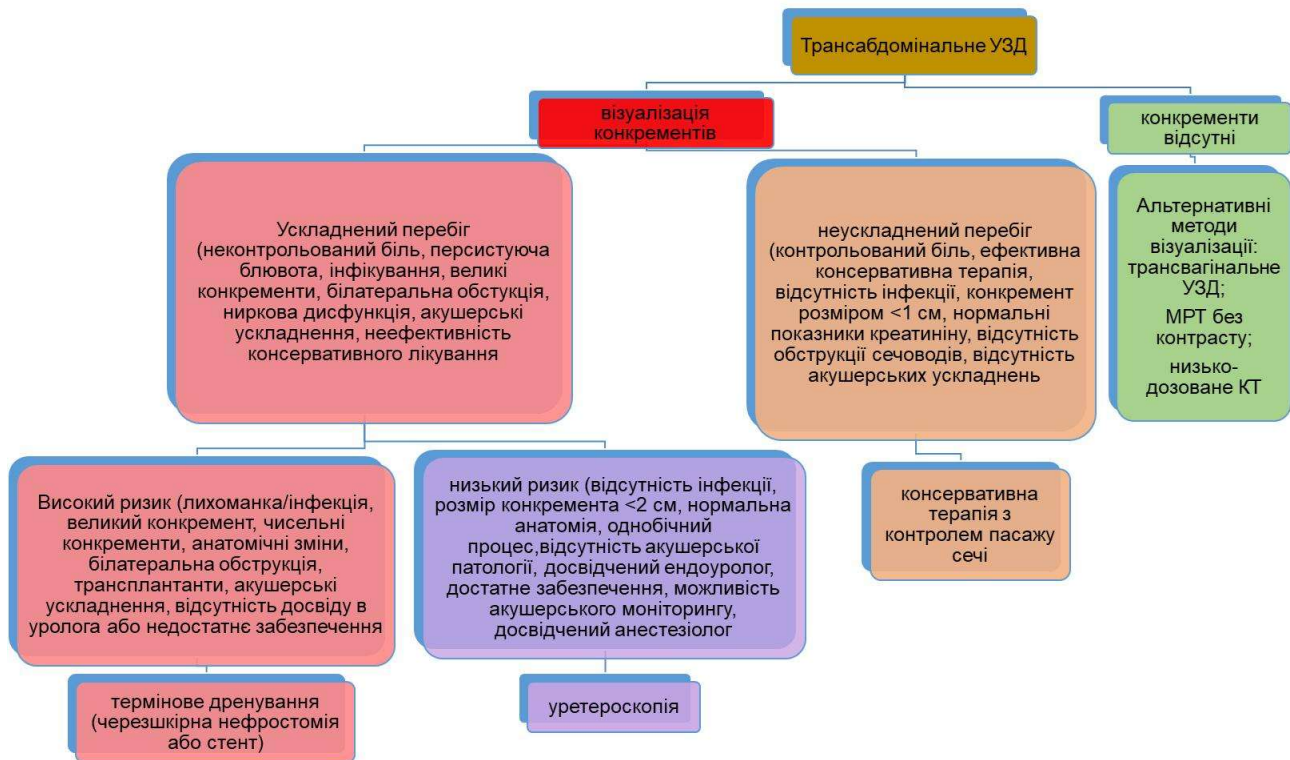 Трансабдомінальне УЗД
візуалізація
конкрементів
конкременти
відсутні
Ускладнений перебіг
(неконтрольований біль, персистуюча
блювота, інфікування, великі
конкременти, білатеральна обстукція,
ниркова дисфункція, акушерські
ускладнення, неефективність
консервативного лікування
неускладнений перебіг
(контрольований біль, ефективна
консервативна терапія,
відсутність інфекції, конкремент
розміром <1 см, нормальні
показники креатиніну, відсутність
обструкції сечоводів, відсутність
акушерських ускладнень
Альтернативні
методи
візуалізації:
трансвагінальне
УЗД;
МРТ без
контрасту;
низько-
дозоване КТ
Високий ризик (лихоманка/інфекція,
великий конкремент, чисельні
конкременти, анатомічні зміни,
білатеральна обструкція,
трансплантанти, акушерські
ускладнення, відсутність досвіду в
уролога або недостатнє забезпечення
низький ризик (відсутність інфекції,
розмір конкремента <2 см, нормальна
анатомія, однобічний
процес,відсутність акушерської
патології, досвідчений ендоуролог,
достатне забезпечення, можливість
акушерського моніторингу,
досвідчений анестезіолог
консервативна
терапія з
контролем пасажу
сечі
термінове дренування
(черезшкірна нефростомія
або стент)
уретероскопія